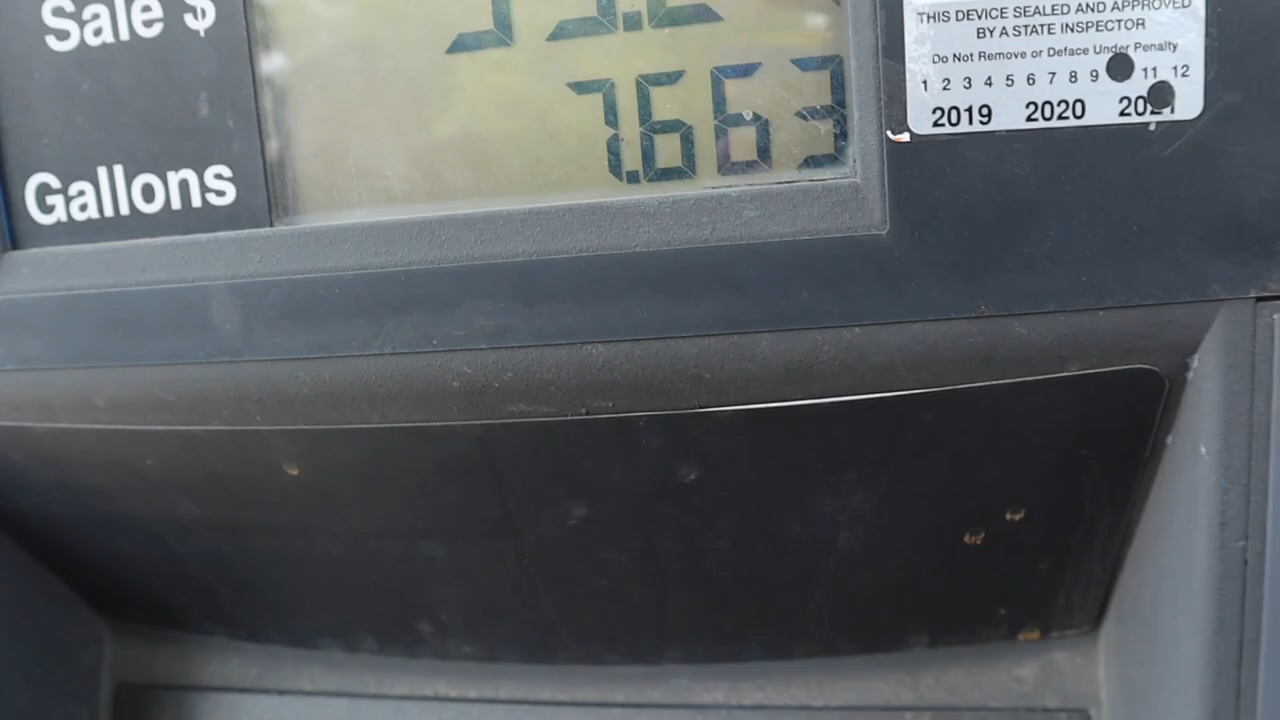 Sale $
7.663
Gallons
THIS DEVICE SEALED AND APPROVED
BY A STATE INSPECTOR
Do Not Remove or Deface Under Penalty
1 2 3 4 5 6 7 8 9 11 12
2019 2020 2021